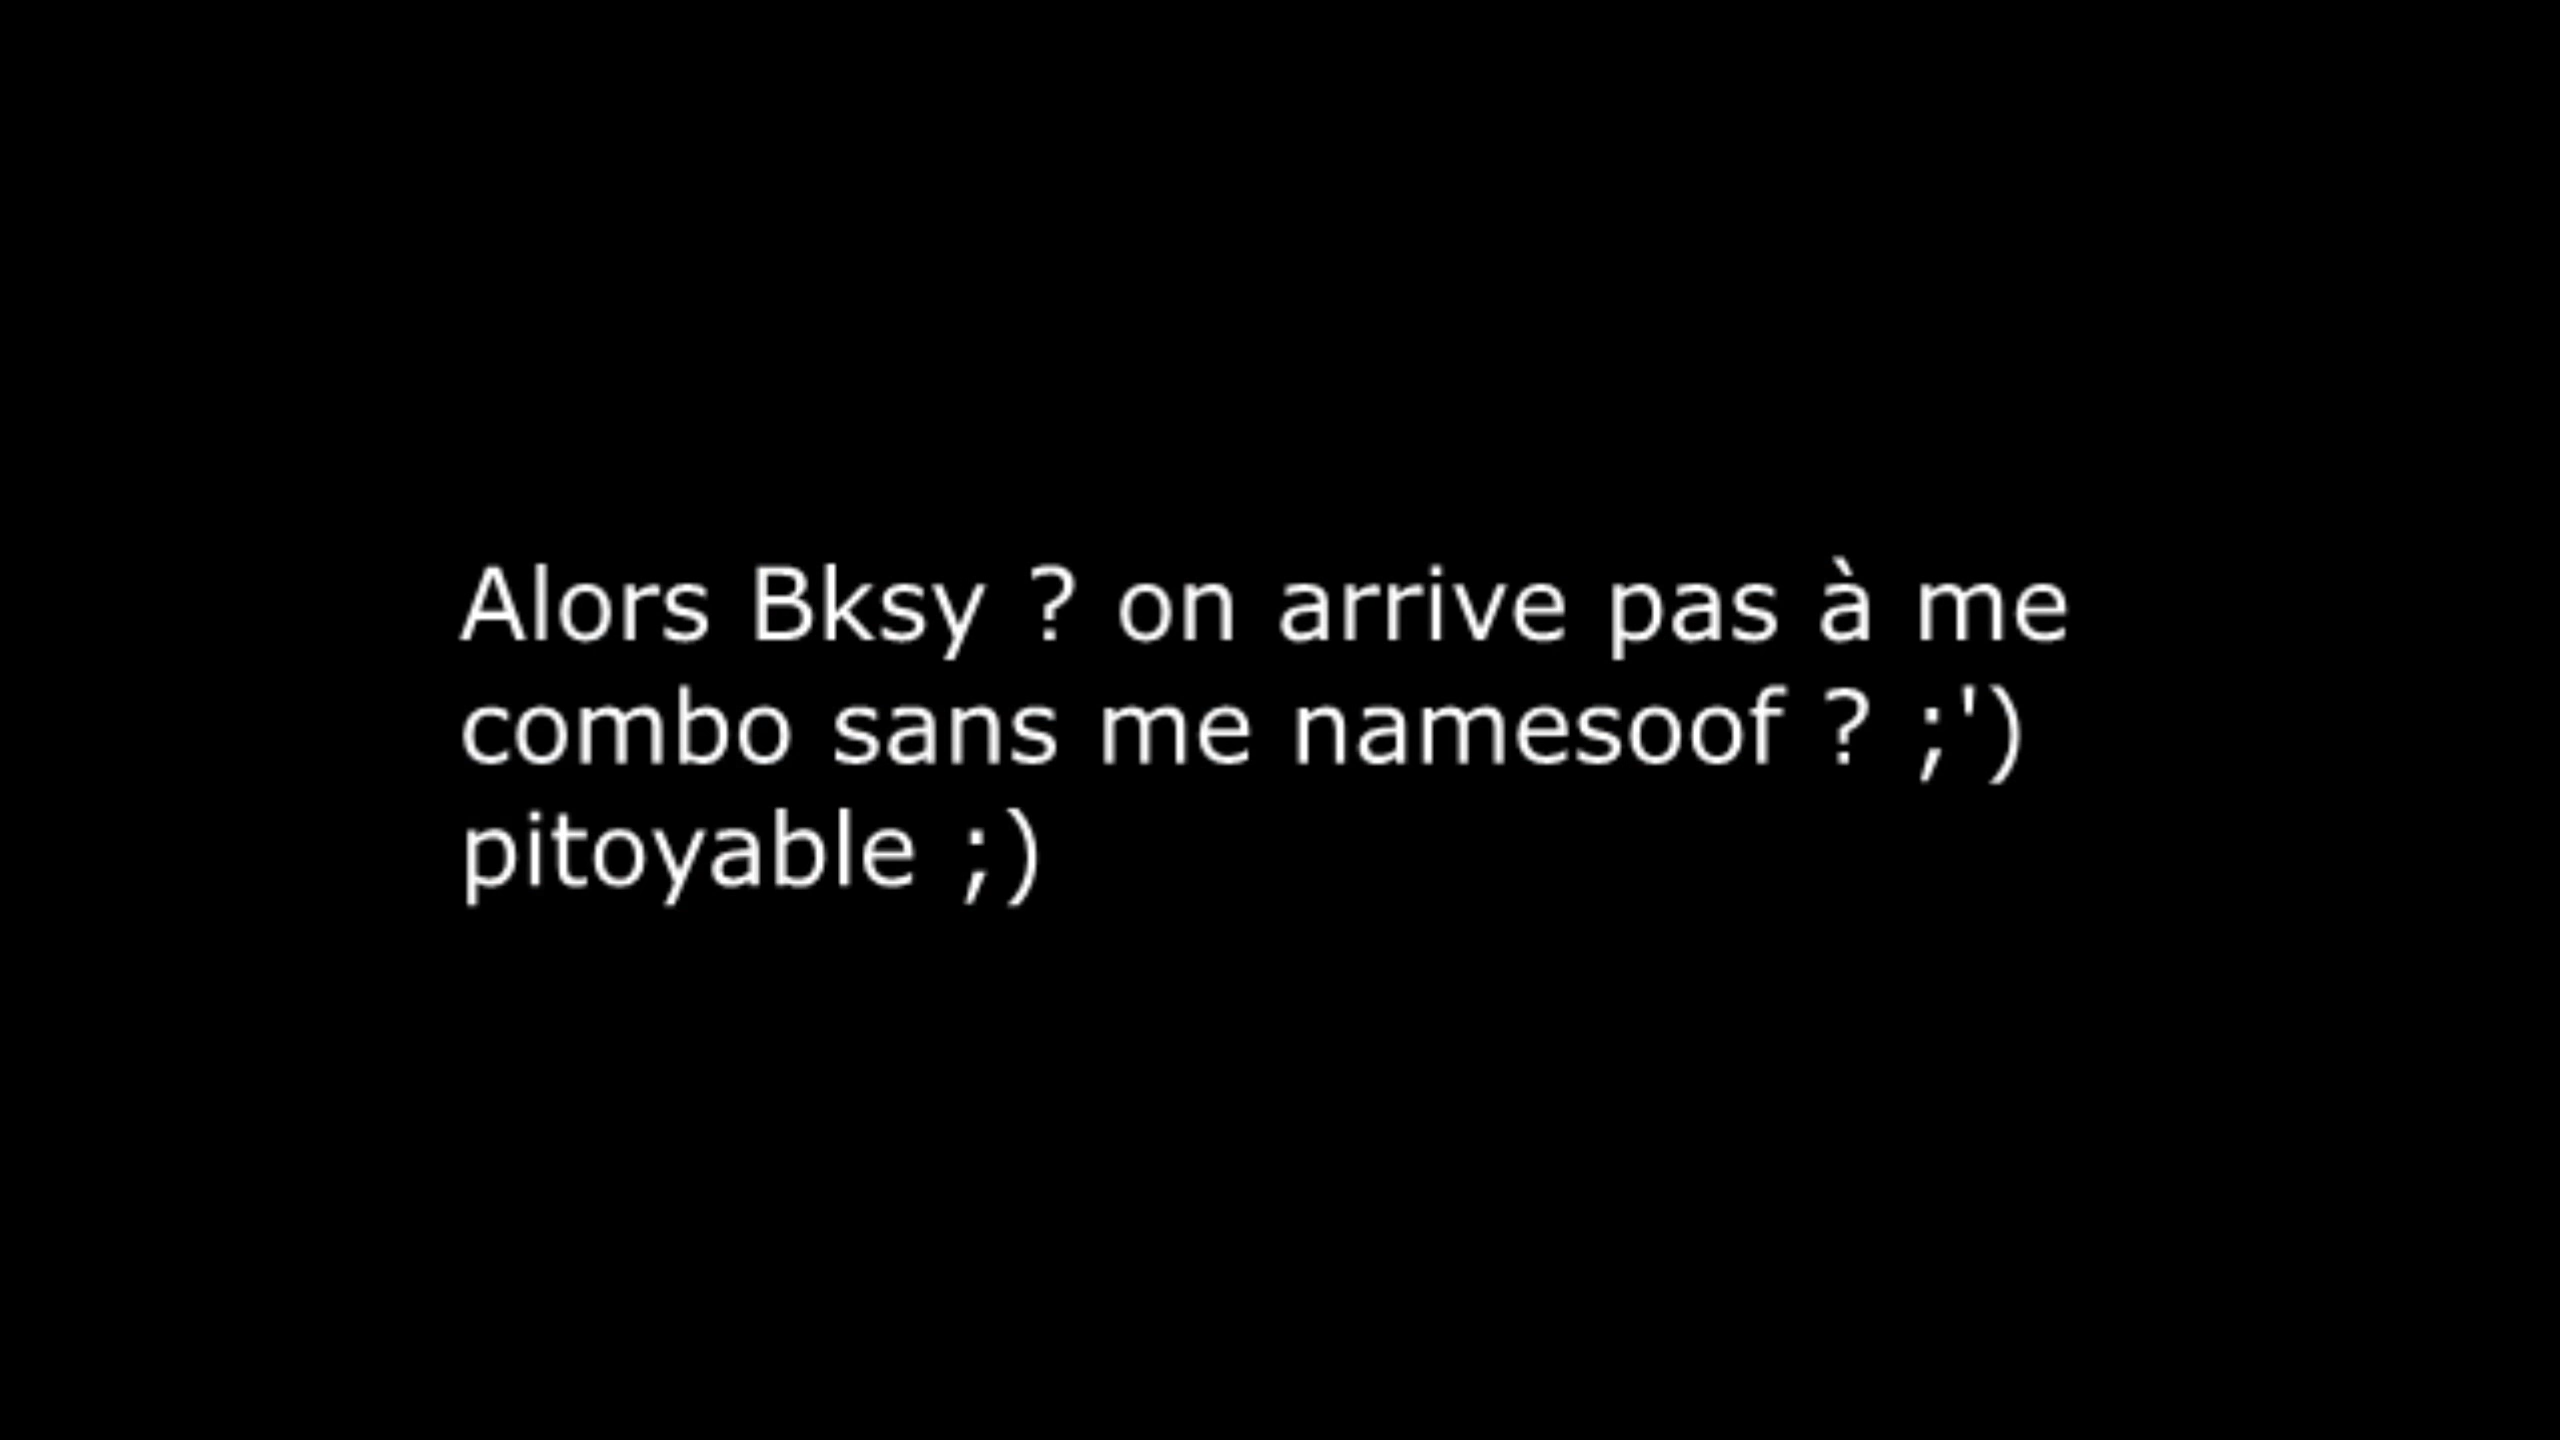 Alors Bksy ? on arrive pas à me
combo sans me namesoof ? ;')
pitoyable ;)